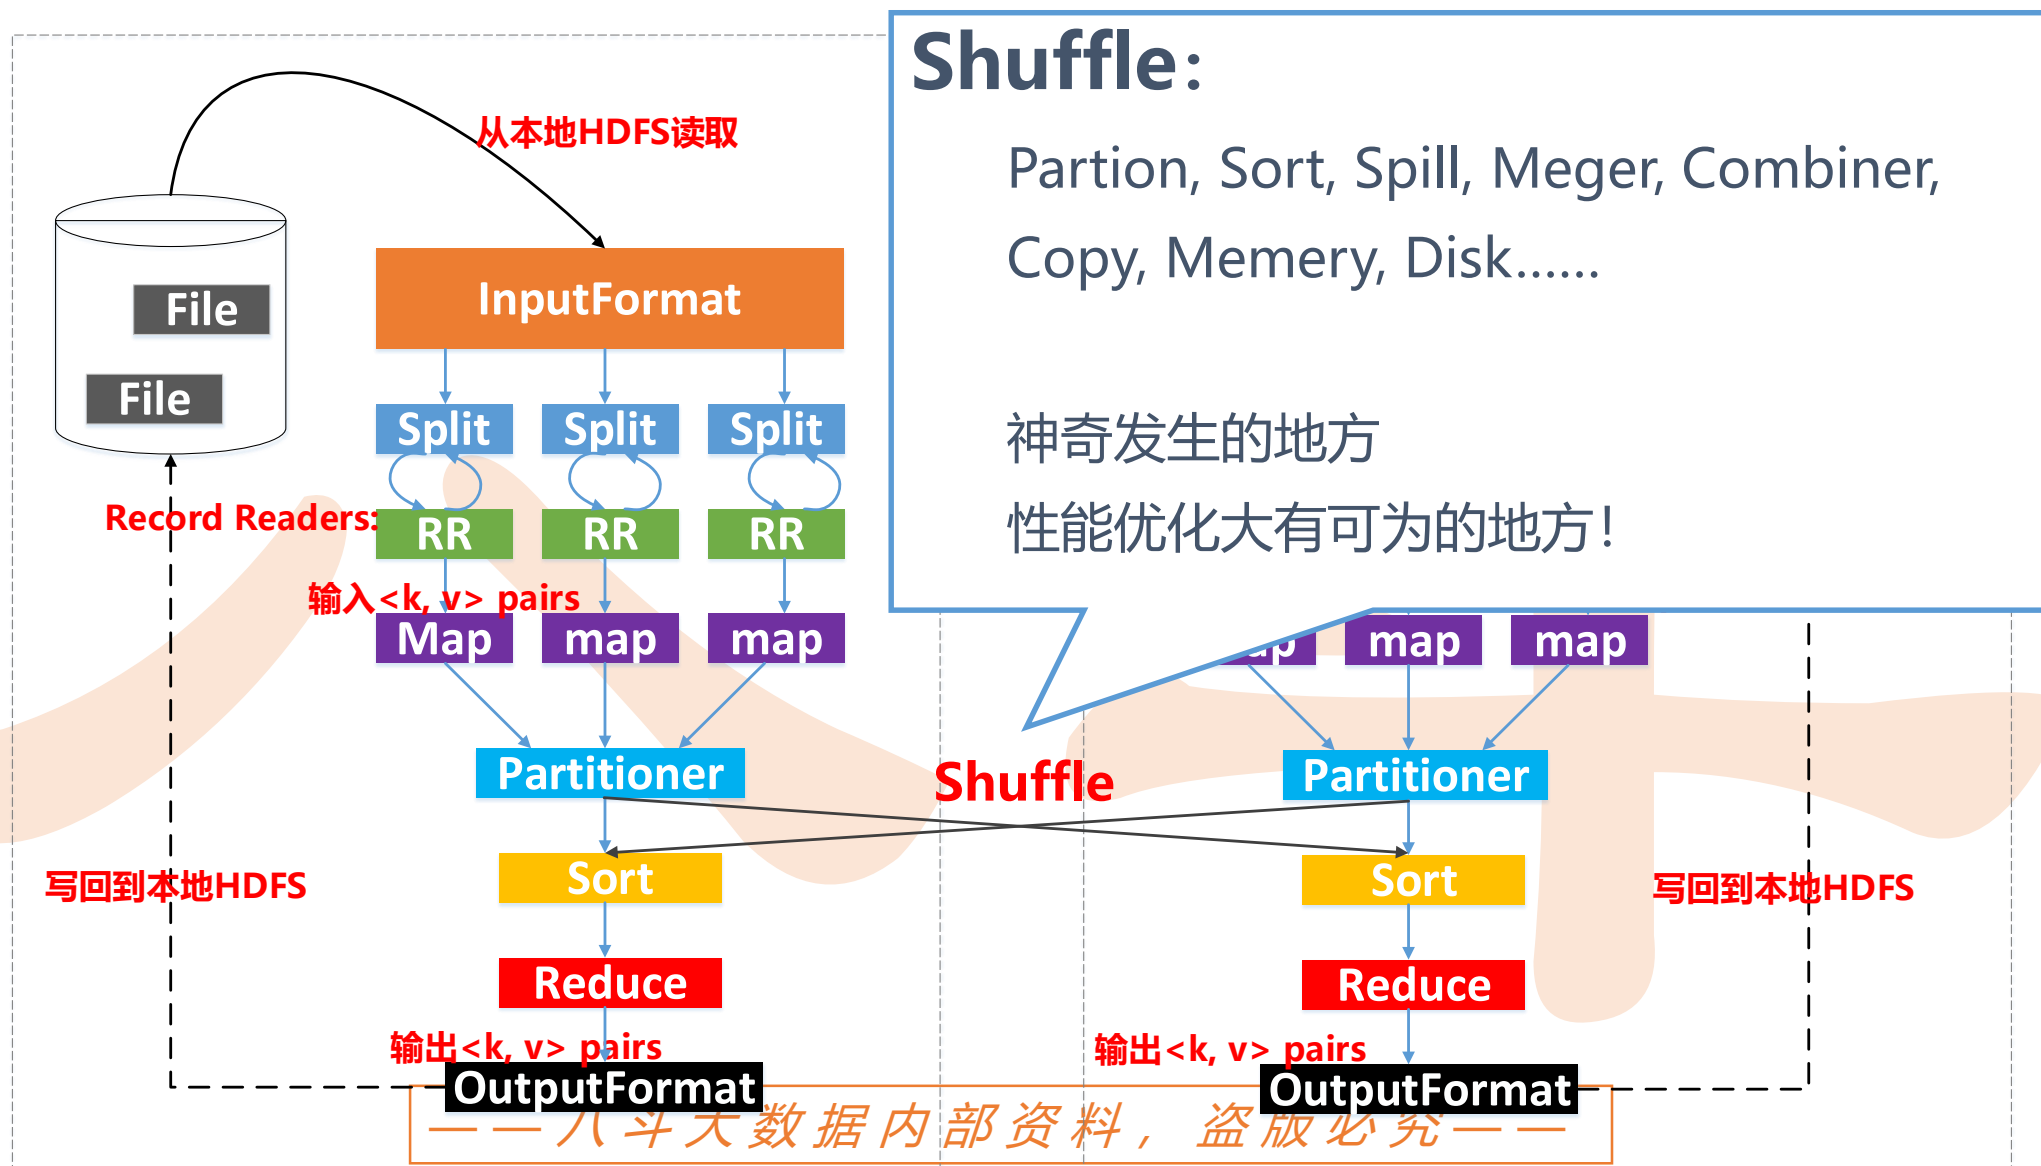 Shuffle：
Partion, Sort, Spill, Meger, Combiner,
Copy, Memery, Disk……
神奇发生的地方
性能优化大有可为的地方！
从本地HDFS读取
File
File
InputFormat
Split Split Split
Record Readers:
RR RR RR
输入<k, v> pairs
Map map map
map map
Partitioner
Shuffle
Partitioner
Sort
Sort
写回到本地HDFS
写回到本地HDFS
Reduce
Reduce
输出<k, v> pairs
输出<k, v> pairs
OutputFormat
OutputFormat
——八斗大数据内部资料，盗版必究——